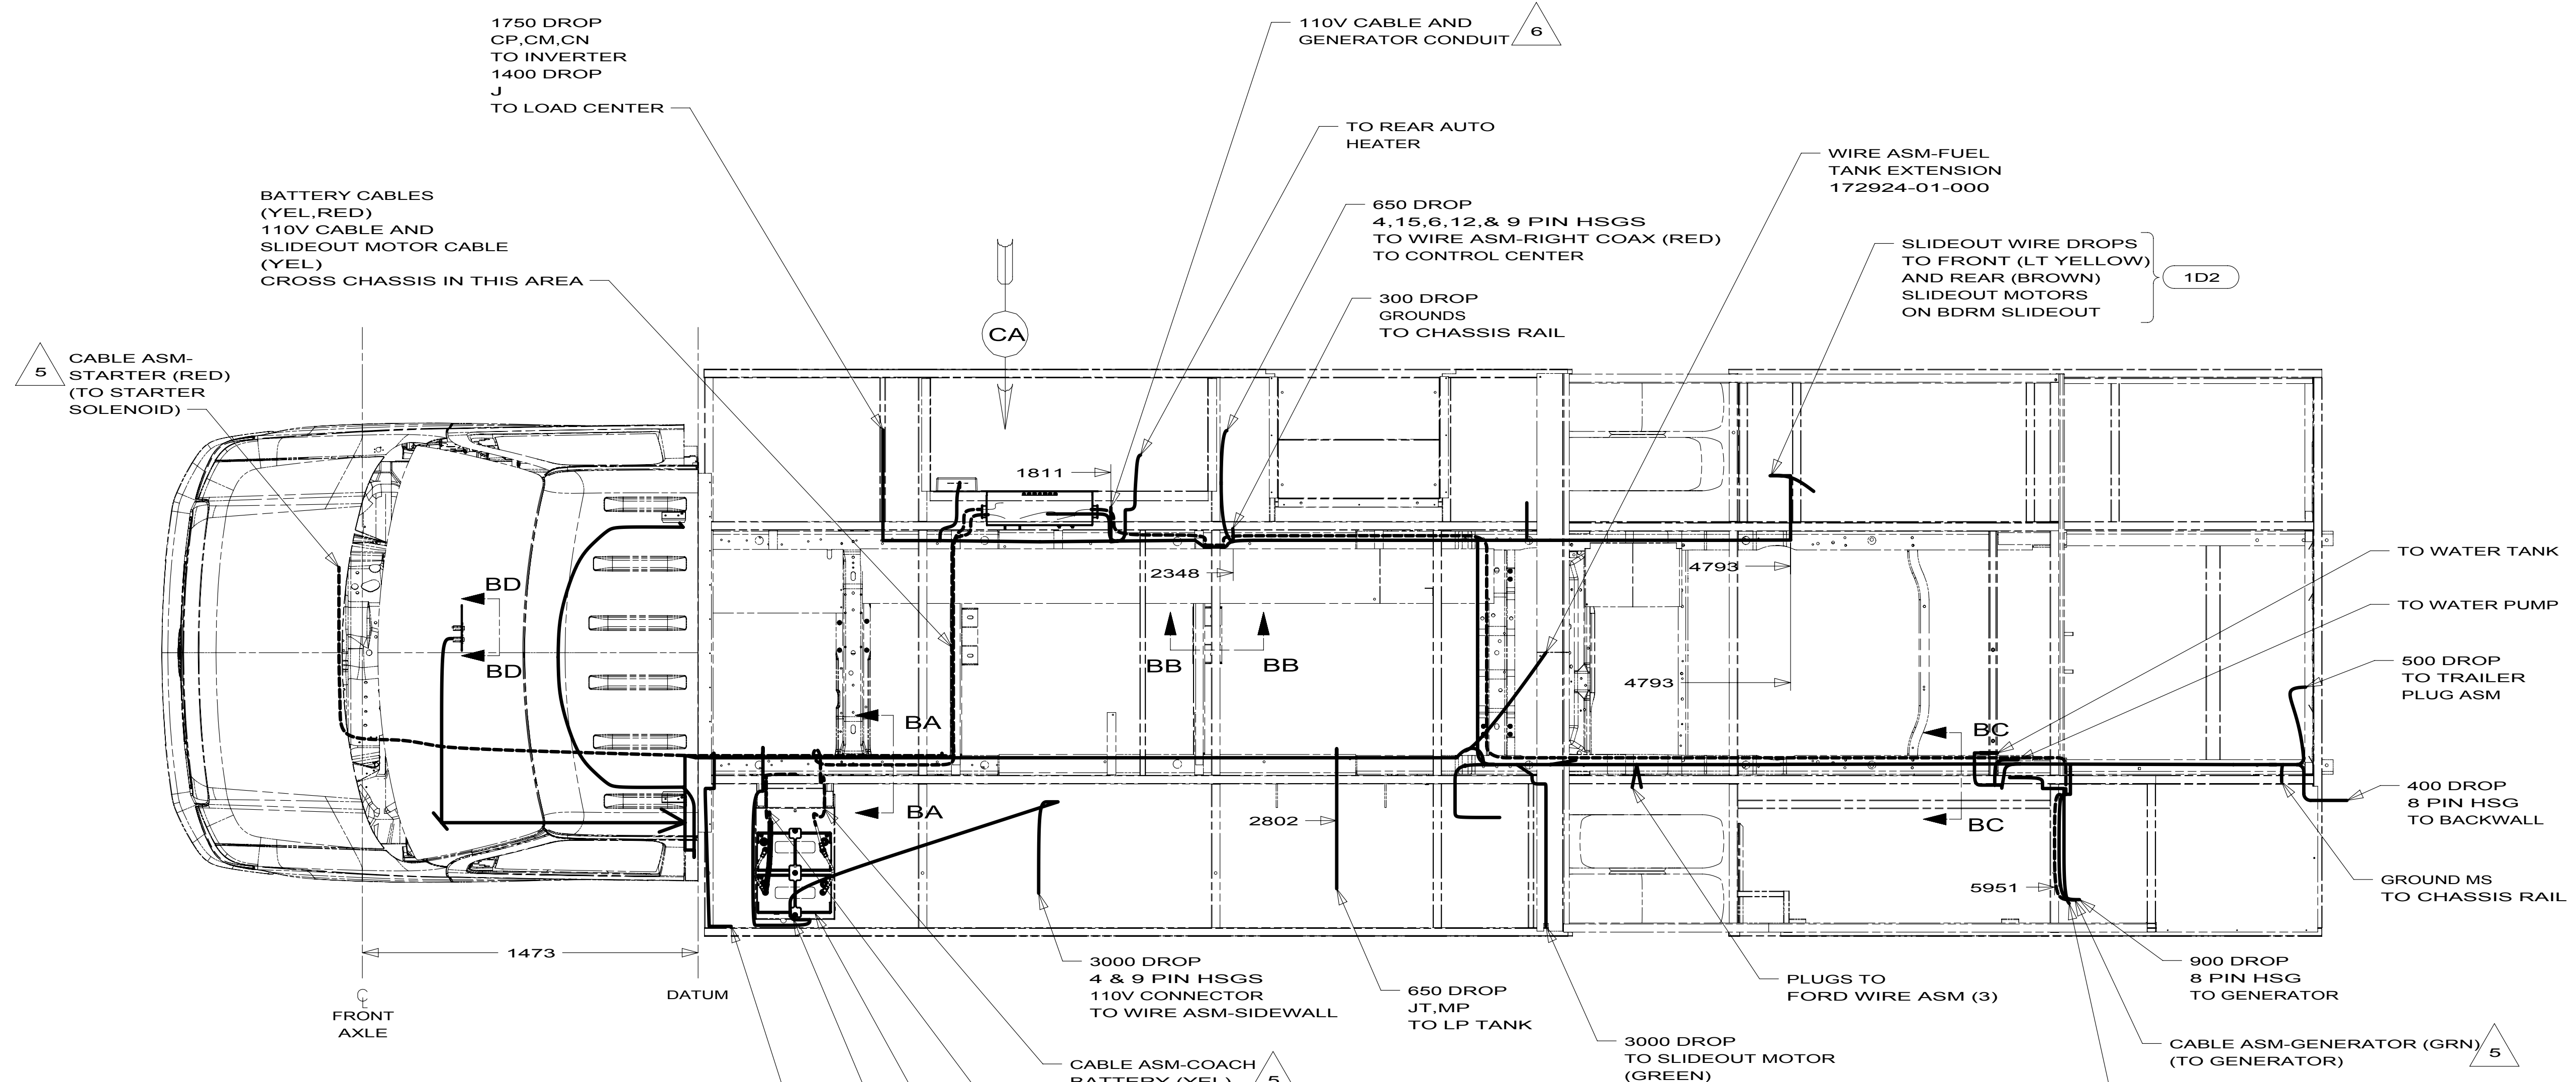 1750 DROP
CP,CM,CN
TO INVERTER
1400 DROP
J
TO LOAD CENTER
110V CABLE AND
GENERATOR CONDUIT
6
TO REAR AUTO
HEATER
WIRE ASM-FUEL
TANK EXTENSION
172924-01-000
BATTERY CABLES
(YEL,RED)
110V CABLE AND
SLIDEOUT MOTOR CABLE
(YEL)
CROSS CHASSIS IN THIS AREA
650 DROP
4,15,6,12,& 9 PIN HSGS
TO WIRE ASM-RIGHT COAX (RED)
TO CONTROL CENTER
SLIDEOUT WIRE DROPS
TO FRONT (LT YELLOW)
AND REAR (BROWN)
SLIDEOUT MOTORS
ON BDRM SLIDEOUT
1D2
300 DROP
GROUNDS
TO CHASSIS RAIL
CA
5
CABLE ASM-
STARTER (RED)
(TO STARTER
SOLENOID)
1811
2348
4793
TO WATER TANK
BD
BD
TO WATER PUMP
BB
BB
4793
500 DROP
TO TRAILER
PLUG ASM
BA
BA
BC
BC
2802
400 DROP
8 PIN HSG
TO BACKWALL
5951
GROUND MS
TO CHASSIS RAIL
1473
CL
FRONT
AXLE
DATUM
3000 DROP
4 & 9 PIN HSGS
110V CONNECTOR
TO WIRE ASM-SIDEWALL
650 DROP
JT,MP
TO LP TANK
PLUGS TO
FORD WIRE ASM (3)
900 DROP
8 PIN HSG
TO GENERATOR
CABLE ASM-COACH
BATTERY (YEL)
5
3000 DROP
TO SLIDEOUT MOTOR
(GREEN)
CABLE ASM-GENERATOR (GRN)
(TO GENERATOR)
5